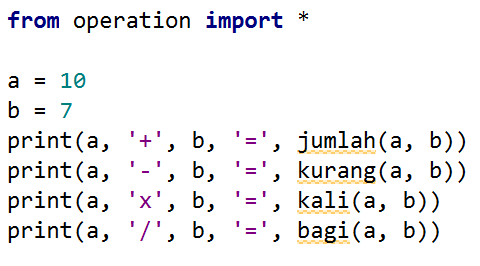 from operation import *
a = 10
b = 7
print(a, '+', b, '=', jumlah(a, b))
print(a, '-', b, '=', kurang(a, b))
print(a, 'x', b, '=', kali(a, b))
print(a, '/', b, '=', bagi(a, b))